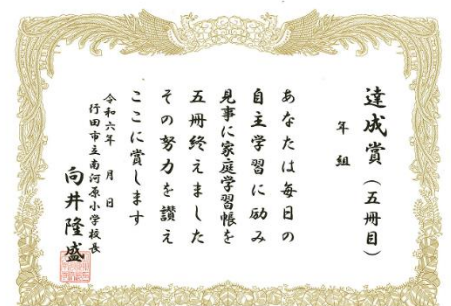 達成賞（五冊目）
年 組
あなたは毎日の
自主学習に励み
見事に家庭学習帳を
五冊終えました
その努力を讃え
ここに賞します
令和六年 月 日
行田市立南河原小学校長
向井隆盛